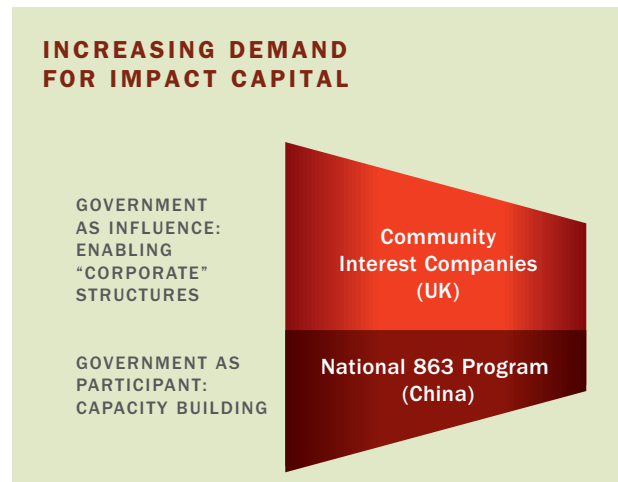 INCREASING DEMAND
FOR IMPACT CAPITAL
GOVERNMENT
AS INFLUENCE:
ENABLING
“CORPORATE”
STRUCTURES
Community
Interest Companies
(UK)
GOVERNMENT AS
PARTICIPANT:
CAPACITY BUILDING
National 863 Program
(China)